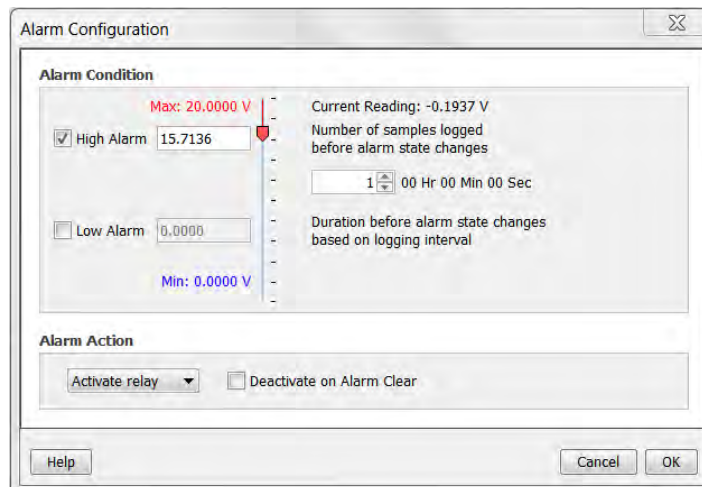 Alarm Configuration
Alarm Condition
Max: 20.0000 V
Current Reading: -0.1937 V
High Alarm 15.7136
Number of samples logged
before alarm state changes
1 00 Hr 00 Min 00 Sec
Low Alarm 0.0000
Duration before alarm state changes
based on logging interval
Min: 0.0000 V
Alarm Action
Activate relay
Deactivate on Alarm Clear
Help
Cancel
OK